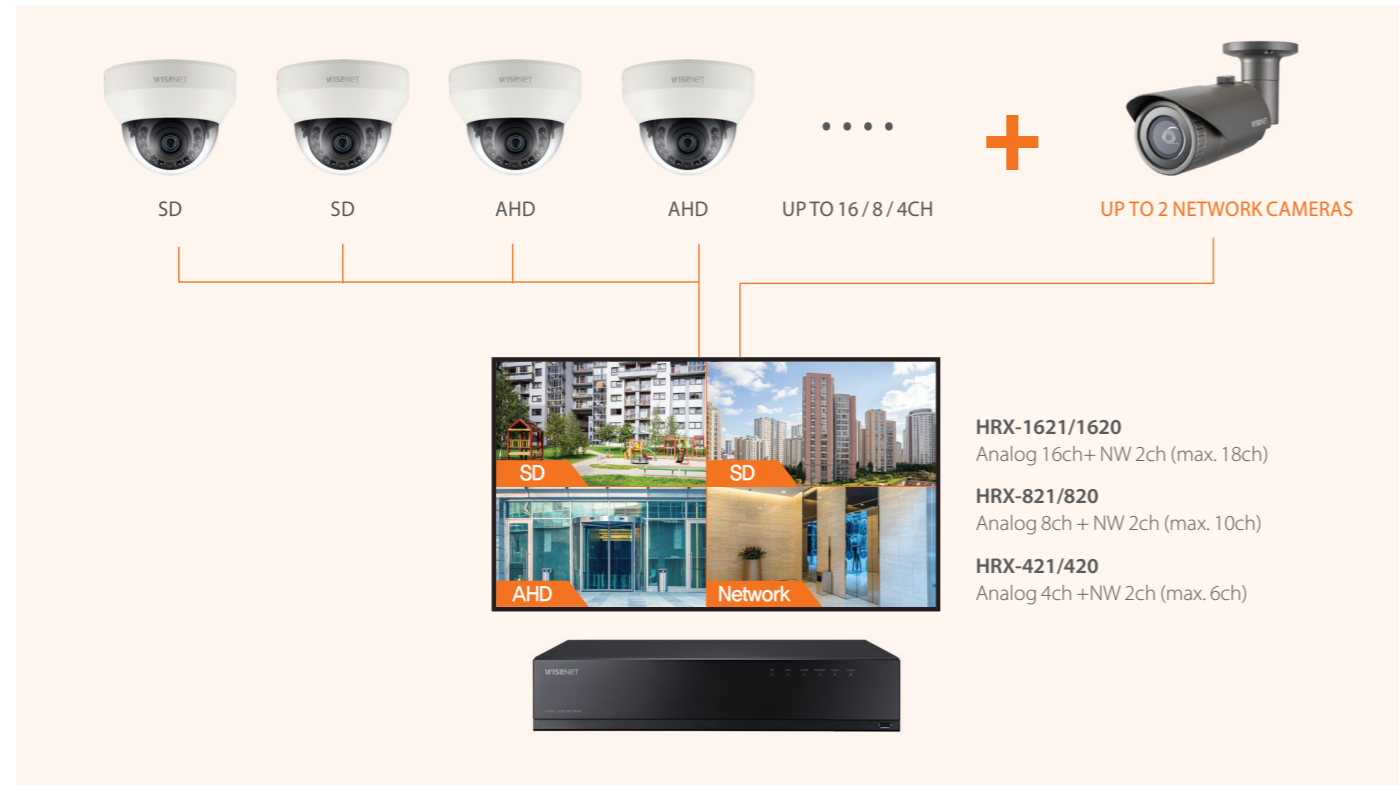 WISENET
WISENET
WISENET
WISENET
WISENET
SD
SD
AHD
AHD
UP TO 16 / 8 / 4CH
UP TO 2 NETWORK CAMERAS
SD
SD
AHD
Network
HRX-1621/1620
Analog 16ch+ NW 2ch (max. 18ch)
HRX-821/820
Analog 8ch + NW 2ch (max. 10ch)
HRX-421/420
Analog 4ch +NW 2ch (max. 6ch)
WISENET